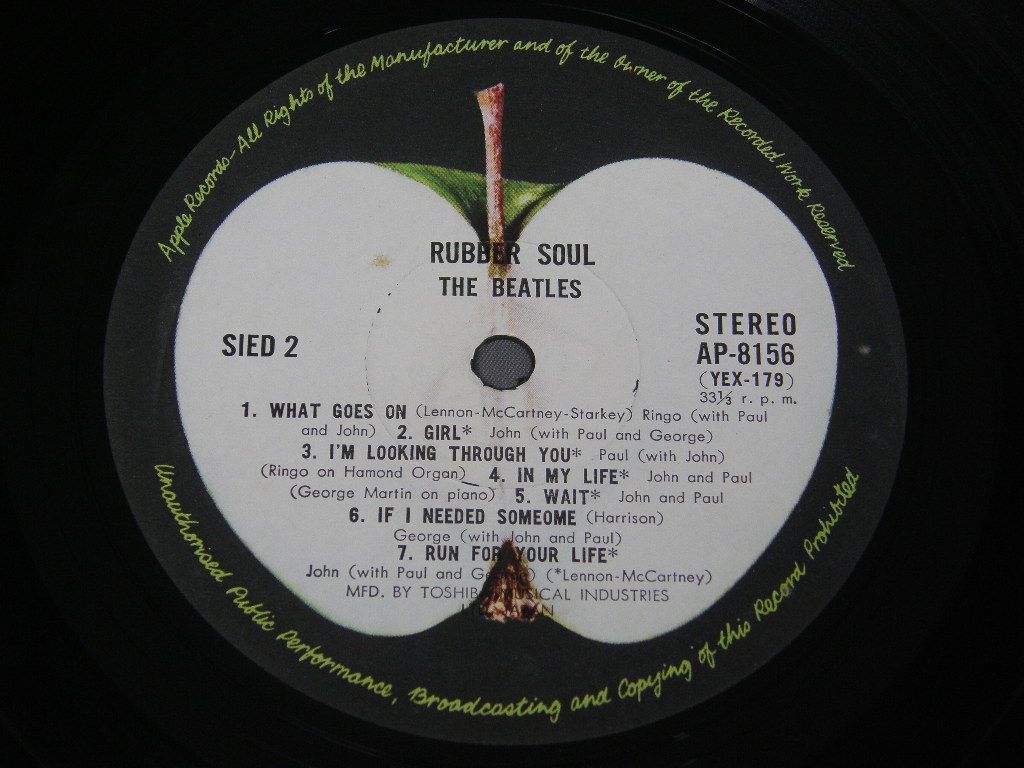 Apple Records-All Rights of the Manufacturer and of the Owner of the Recorded Work Reserved
RUBBER SOUL
THE BEATLES
SIED 2
STEREO
AP-8156
(YEX-179)
33⅓ r. p. m.
1. WHAT GOES ON (Lennon-McCartney-Starkey) Ringo (with Paul
and John) 2. GIRL* John (with Paul and George)
3. I'M LOOKING THROUGH YOU* Paul (with John)
(Ringo on Hamond Organ) 4. IN MY LIFE* John and Paul
(George Martin on piano) 5. WAIT* John and Paul
6. IF I NEEDED SOMEOME (Harrison)
George (with John and Paul)
7. RUN FOR YOUR LIFE*
John (with Paul and George) (*Lennon-McCartney)
MFD. BY TOSHIBA MUSICAL INDUSTRIES
LTD. JAPAN
Unauthorised Public Performance, Broadcasting and Copying of this Record Prohibited